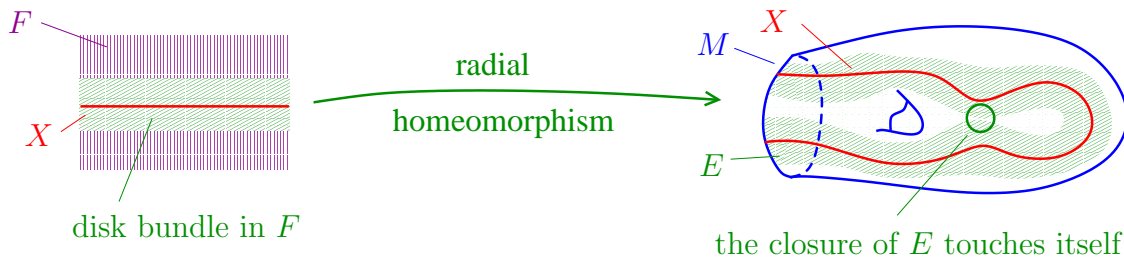 F
X
disk bundle in F
radial
homeomorphism
M
X
E
the closure of E touches itself